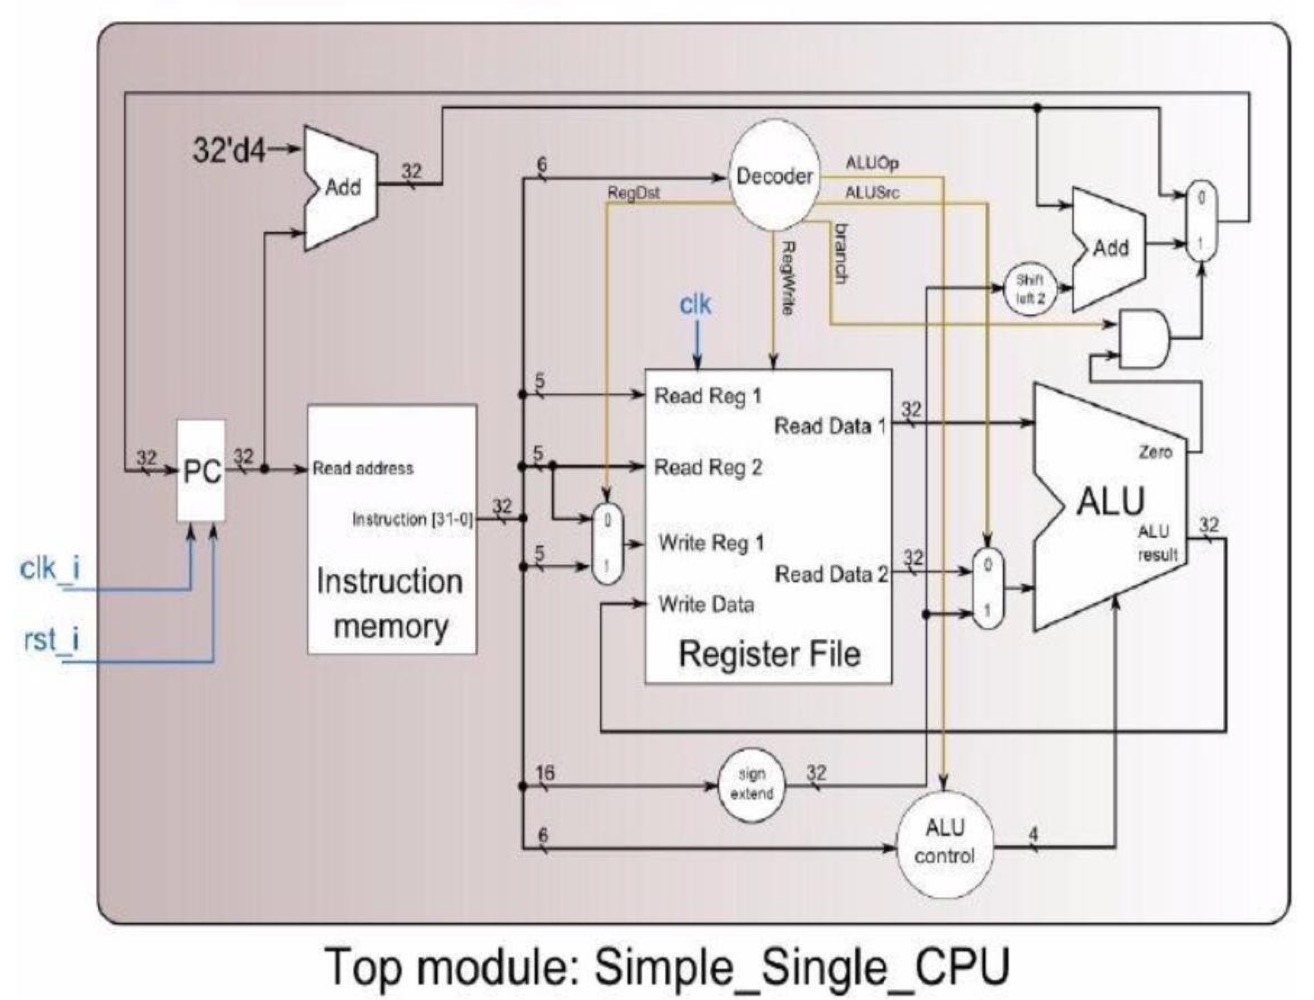 32'd4
Add
32
6
Decoder
ALUOp
ALUSrc
RegDst
branch
RegWrite
0
1
Add
Shift
left 2
clk
5
Read Reg 1
Read Data 1
32
32
PC
32
Read address
5
Read Reg 2
Zero
Instruction [31-0]
32
0
1
Write Reg 1
5
ALU
ALU
result
32
Read Data 2
32
0
1
clk_i
Instruction
memory
Write Data
rst_i
Register File
16
sign
extend
32
6
ALU
control
4
Top module: Simple_Single_CPU